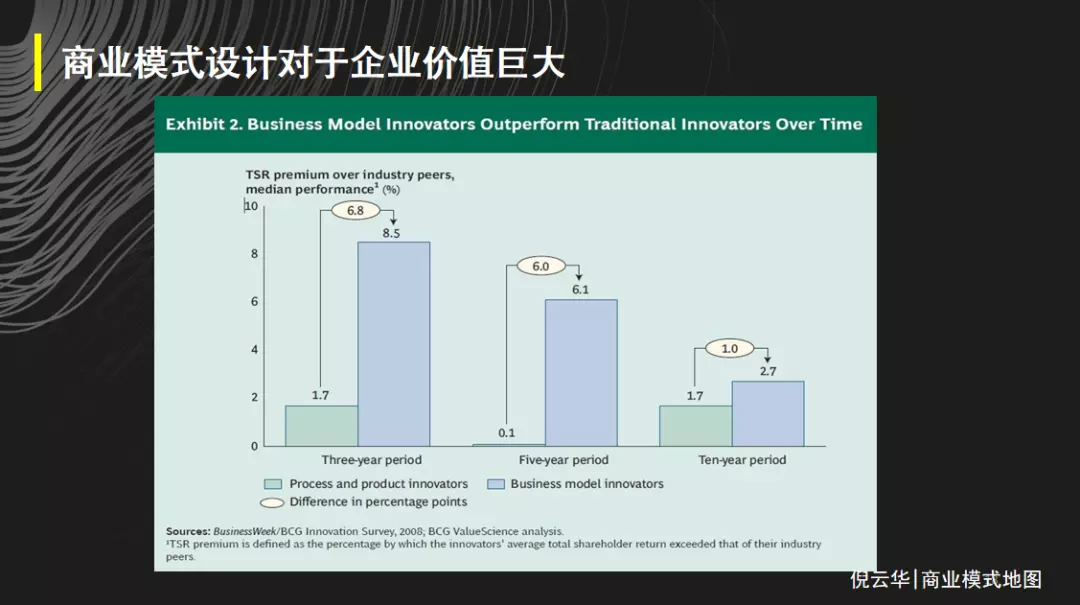 商业模式设计对于企业价值巨大
Exhibit 2. Business Model Innovators Outperform Traditional Innovators Over Time
TSR premium over industry peers,
median performance¹ (%)
10
8
6
4
2
0
6.8
8.5
1.7
6.0
6.1
0.1
1.0
2.7
1.7
Three-year period
Five-year period
Ten-year period
Process and product innovators
Business model innovators
Difference in percentage points
Sources: BusinessWeek/BCG Innovation Survey, 2008; BCG ValueScience analysis.
¹TSR premium is defined as the percentage by which the innovators' average total shareholder return exceeded that of their industry
peers.
倪云华|商业模式地图